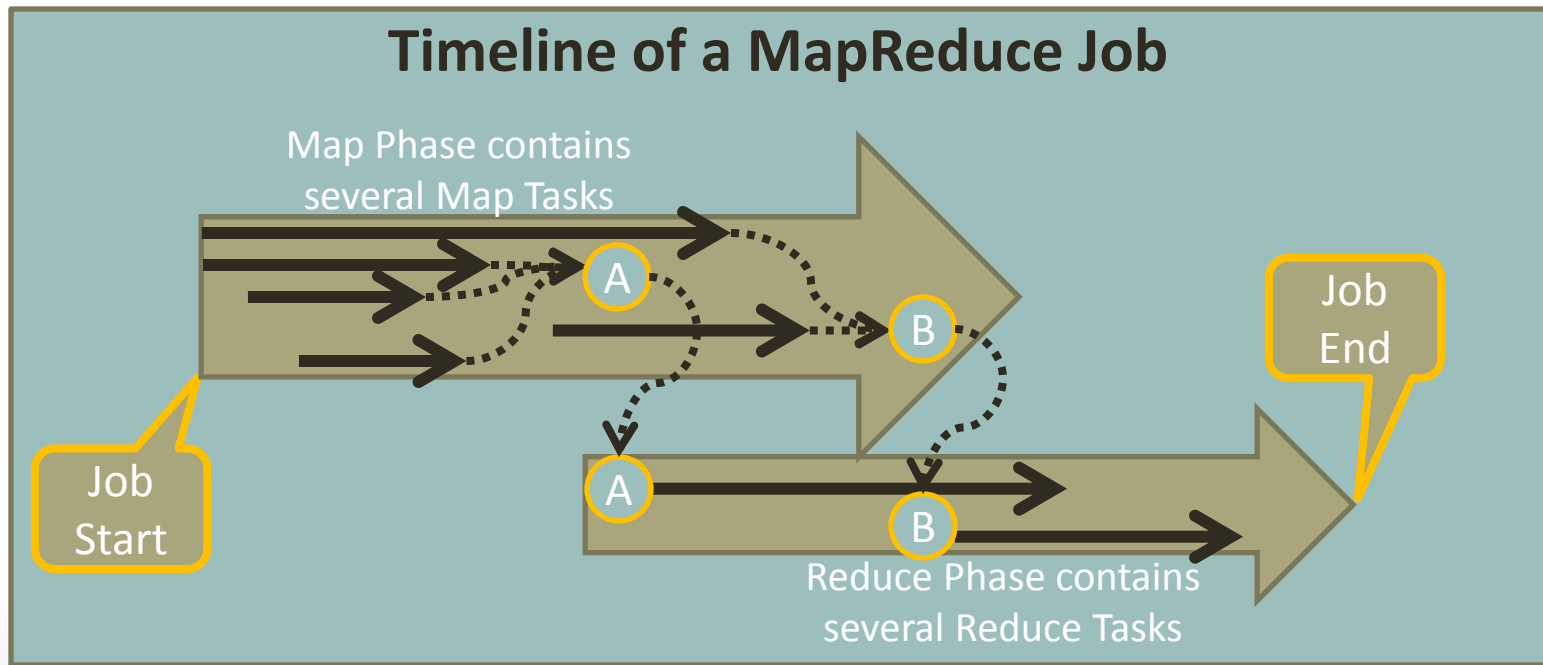 Timeline of a MapReduce Job
Map Phase contains
several Map Tasks
A
B
Job
End
Job
Start
A
B
Reduce Phase contains
several Reduce Tasks